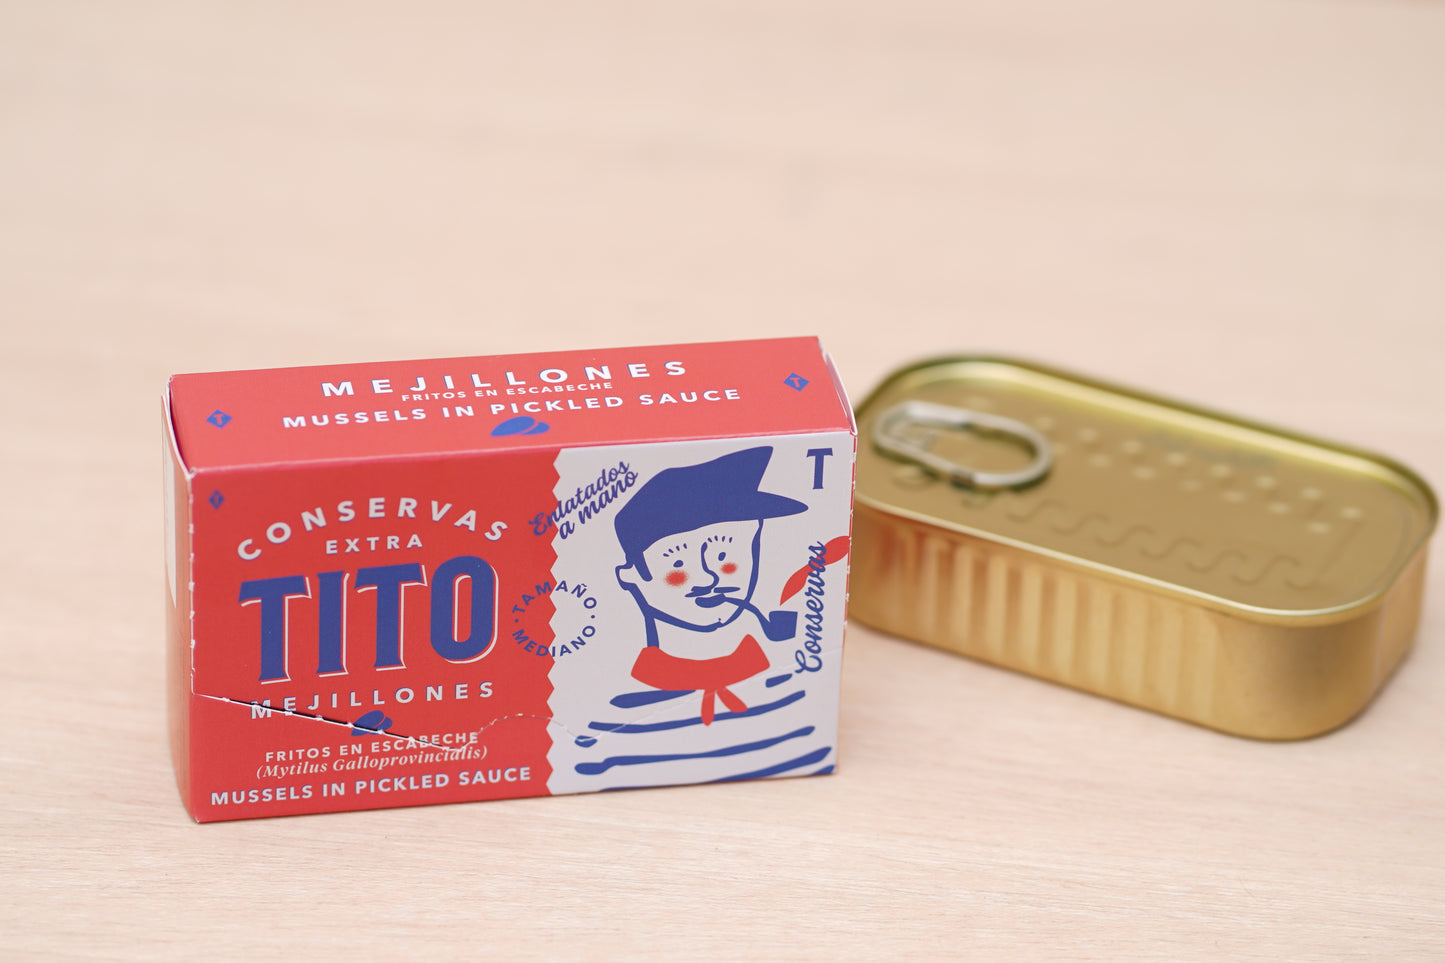 MEJILLONES
FRITOS EN ESCABECHE
MUSSELS IN PICKLED SAUCE
T
T
T
CONSERVAS
EXTRA
TITO
MEJILLONES
FRITOS EN ESCABECHE
(Mytilus Galloprovincialis)
MUSSELS IN PICKLED SAUCE
Enlatados
a mano
· TAMAÑO ·
MEDIANO
T
Conservas